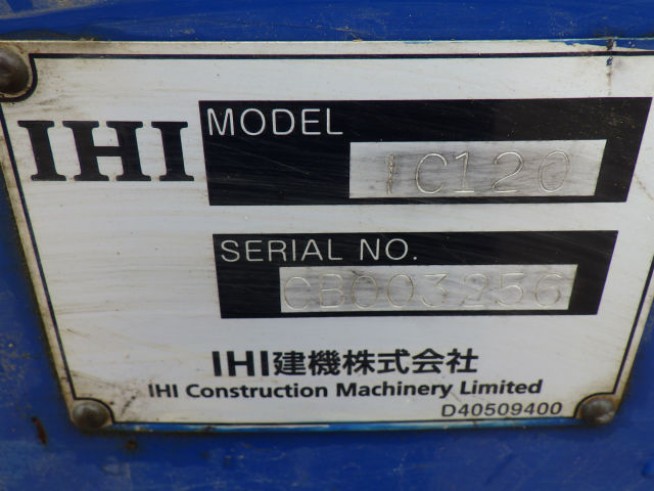 IHI
MODEL
IC120
SERIAL NO.
CB003256
IHI建機株式会社
IHI Construction Machinery Limited
D40509400